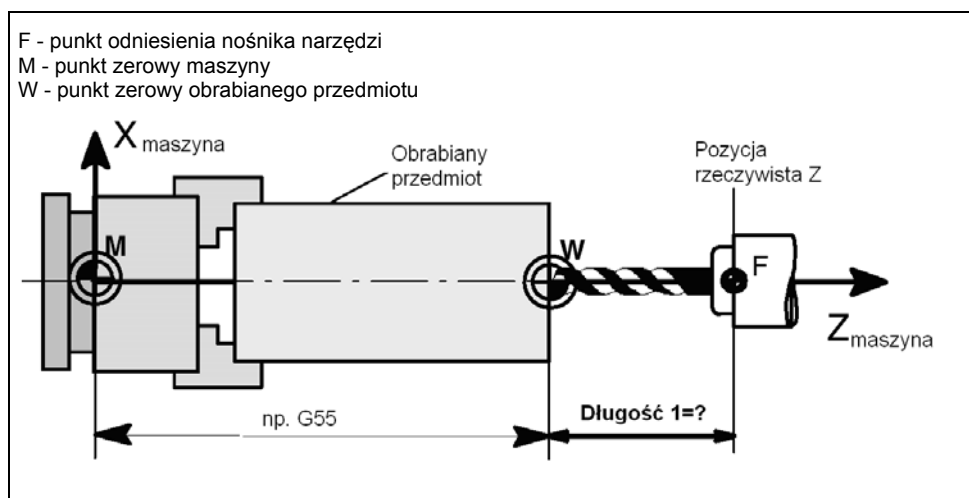 F - punkt odniesienia nośnika narzędzi
M - punkt zerowy maszyny
W - punkt zerowy obrabianego przedmiotu
X maszyna
Obrabiany
przedmiot
Pozycja
rzeczywista Z
M
W
F
Z maszyna
np. G55
Długość 1=?